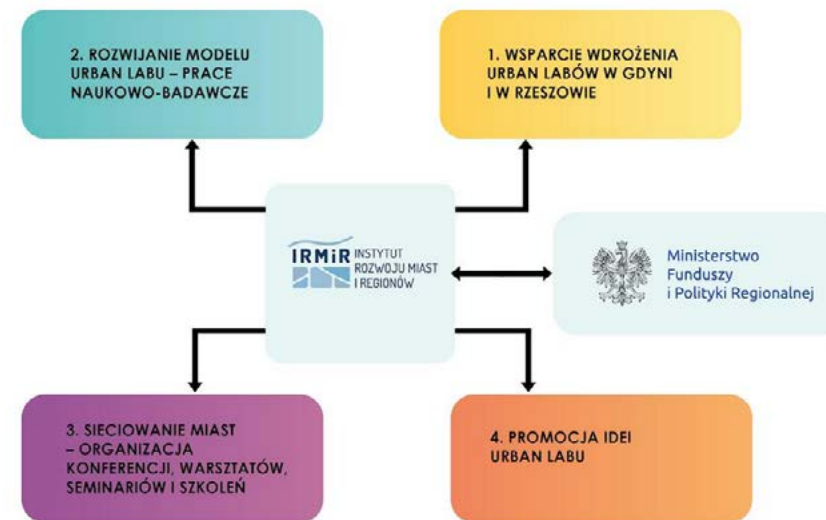 2. ROZWIJANIE MODELU
URBAN LABU – PRACE
NAUKOWO-BADAWCZE
1. WSPARCIE WDROŻENIA
URBAN LABÓW W GDYNI
I W RZESZOWIE
IRMiR INSTYTUT
ROZWOJU MIAST
I REGIONÓW
Ministerstwo
Funduszy
i Polityki Regionalnej
3. SIECIOWANIE MIAST
– ORGANIZACJA
KONFERENCJI, WARSZTATÓW,
SEMINARIÓW I SZKOLEŃ
4. PROMOCJA IDEI
URBAN LABU